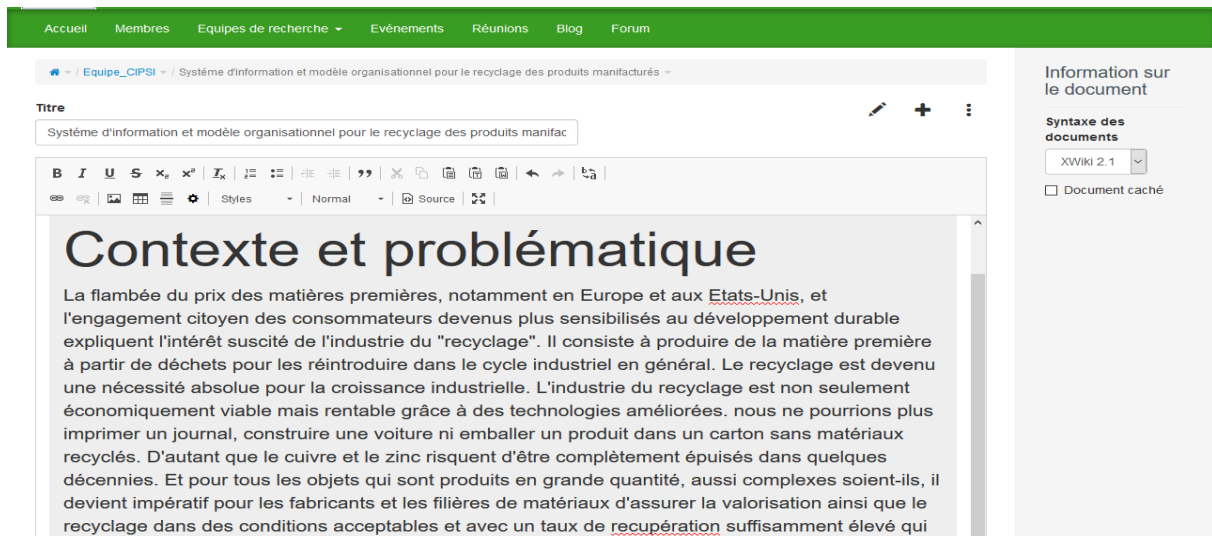 Accueil Membres Equipes de recherche Evénements Réunions Blog Forum
/ Equipe_CIPSI / Systéme d'information et modèle organisationnel pour le recyclage des produits manifacturés
Titre
Systéme d'information et modèle organisationnel pour le recyclage des produits manifac
B I U S x₂ x² Tx
Styles Normal Source
Contexte et problématique
La flambée du prix des matières premières, notamment en Europe et aux Etats-Unis, et
l'engagement citoyen des consommateurs devenus plus sensibilisés au développement durable
expliquent l'intérêt suscité de l'industrie du "recyclage". Il consiste à produire de la matière première
à partir de déchets pour les réintroduire dans le cycle industriel en général. Le recyclage est devenu
une nécessité absolue pour la croissance industrielle. L'industrie du recyclage est non seulement
économiquement viable mais rentable grâce à des technologies améliorées. nous ne pourrions plus
imprimer un journal, construire une voiture ni emballer un produit dans un carton sans matériaux
recyclés. D'autant que le cuivre et le zinc risquent d'être complètement épuisés dans quelques
décennies. Et pour tous les objets qui sont produits en grande quantité, aussi complexes soient-ils, il
devient impératif pour les fabricants et les filières de matériaux d'assurer la valorisation ainsi que le
recyclage dans des conditions acceptables et avec un taux de recupération suffisamment élevé qui
Information sur
le document
Syntaxe des
documents
XWiki 2.1
Document caché